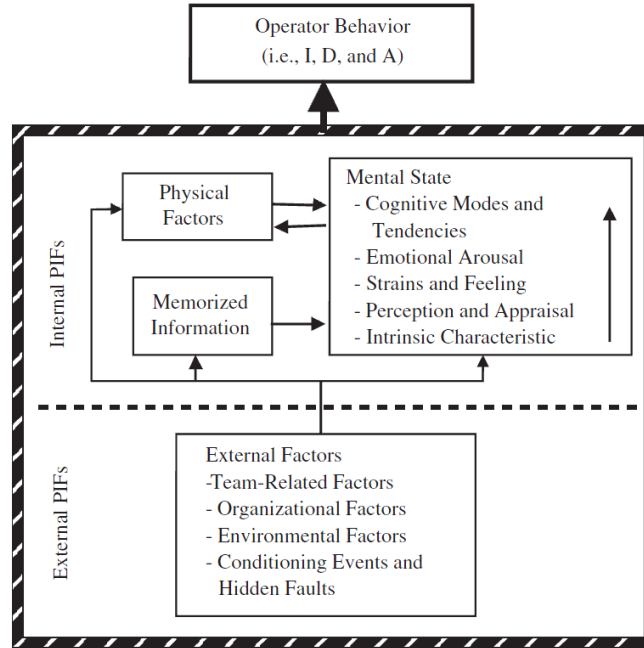 Operator Behavior
(i.e., I, D, and A)
Internal PIFs
Physical
Factors
Memorized
Information
Mental State
- Cognitive Modes and
Tendencies
- Emotional Arousal
- Strains and Feeling
- Perception and Appraisal
- Intrinsic Characteristic
External PIFs
External Factors
-Team-Related Factors
- Organizational Factors
- Environmental Factors
- Conditioning Events and
Hidden Faults